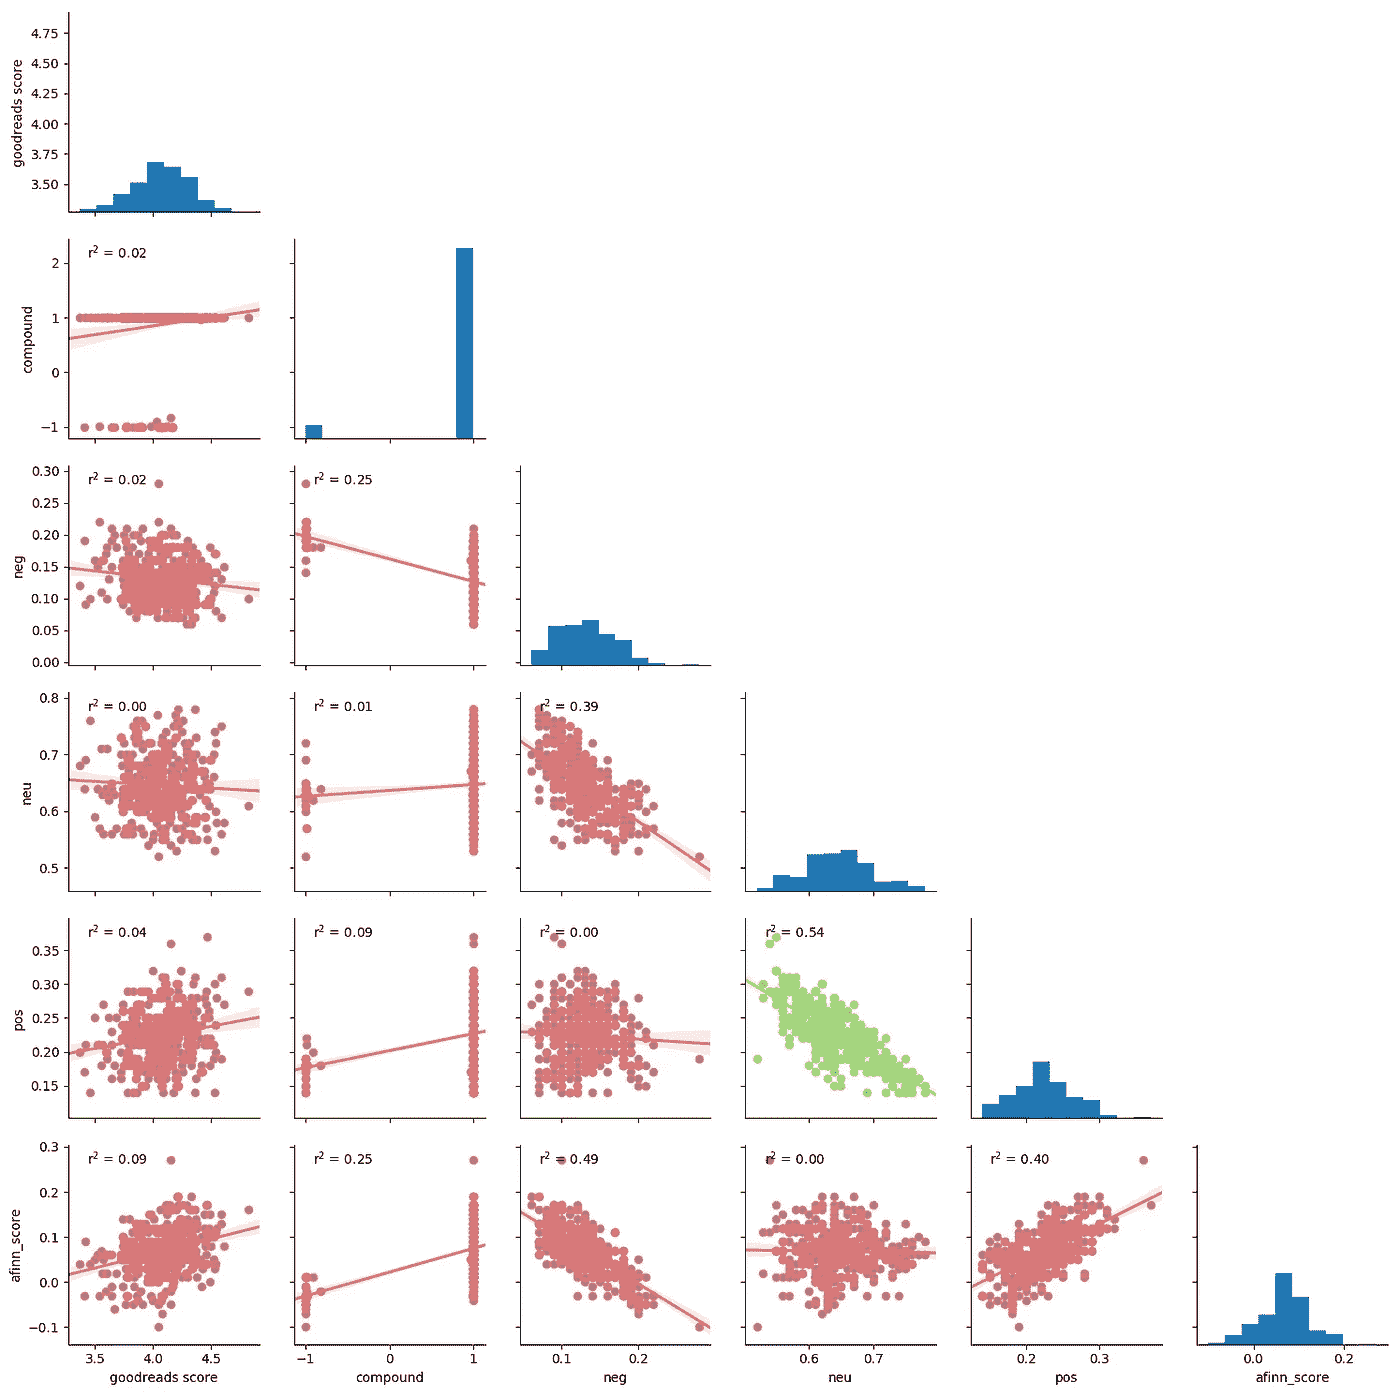 4.75
4.50
4.25
4.00
3.75
3.50
goodreads score
r² = 0.02
2
1
0
−1
compound
r² = 0.02
r² = 0.25
0.30
0.25
0.20
0.15
0.10
0.05
0.00
neg
r² = 0.00
r² = 0.01
r² = 0.39
0.8
0.7
0.6
0.5
neu
r² = 0.04
r² = 0.09
r² = 0.00
r² = 0.54
0.35
0.30
0.25
0.20
0.15
pos
r² = 0.09
r² = 0.25
r² = 0.49
r² = 0.00
r² = 0.40
0.3
0.2
0.1
0.0
−0.1
afinn_score
3.5 4.0 4.5
−1 0 1
0.1 0.2
0.6 0.7
0.2 0.3
0.0 0.2
goodreads score
compound
neg
neu
pos
afinn_score